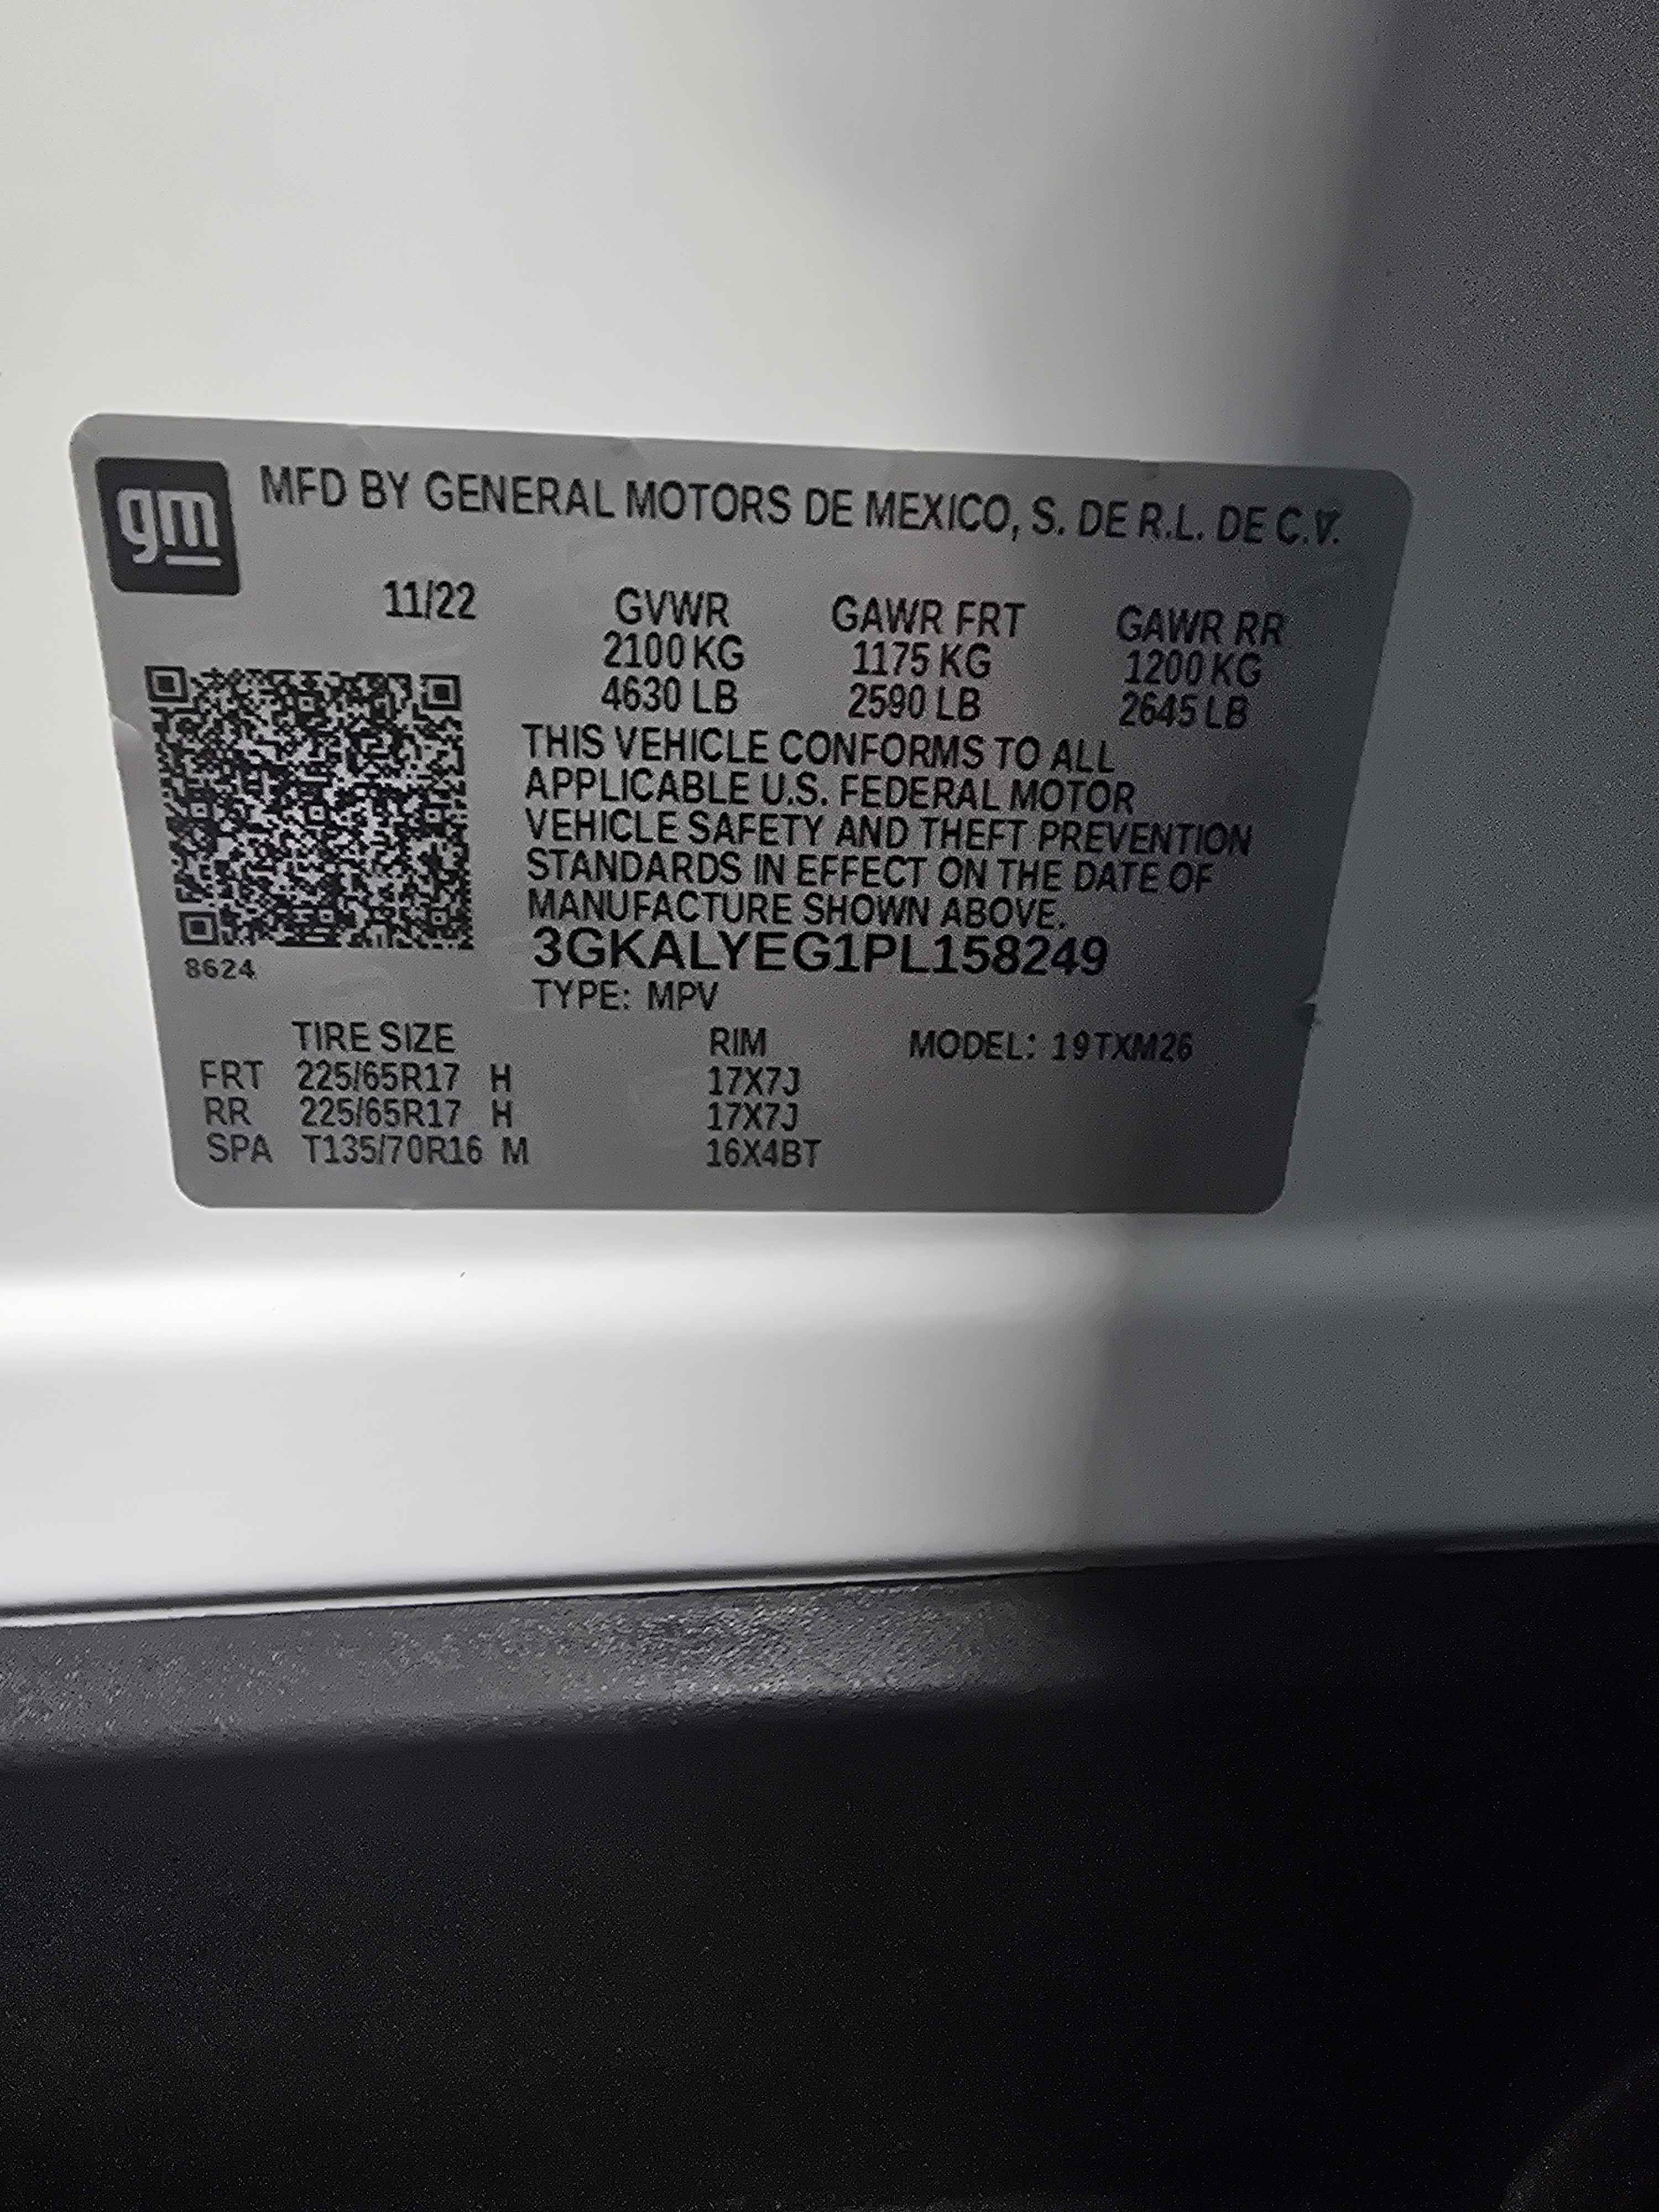 gm MFD BY GENERAL MOTORS DE MEXICO, S. DE R.L. DE C.V.
11/22 GVWR GAWR FRT GAWR RR
2100 KG 1175 KG 1200 KG
4630 LB 2590 LB 2645 LB
THIS VEHICLE CONFORMS TO ALL
APPLICABLE U.S. FEDERAL MOTOR
VEHICLE SAFETY AND THEFT PREVENTION
STANDARDS IN EFFECT ON THE DATE OF
MANUFACTURE SHOWN ABOVE.
3GKALYEG1PL158249
8624
TYPE: MPV
TIRE SIZE RIM MODEL: 19TXM26
FRT 225/65R17 H 17X7J
RR 225/65R17 H 17X7J
SPA T135/70R16 M 16X4BT